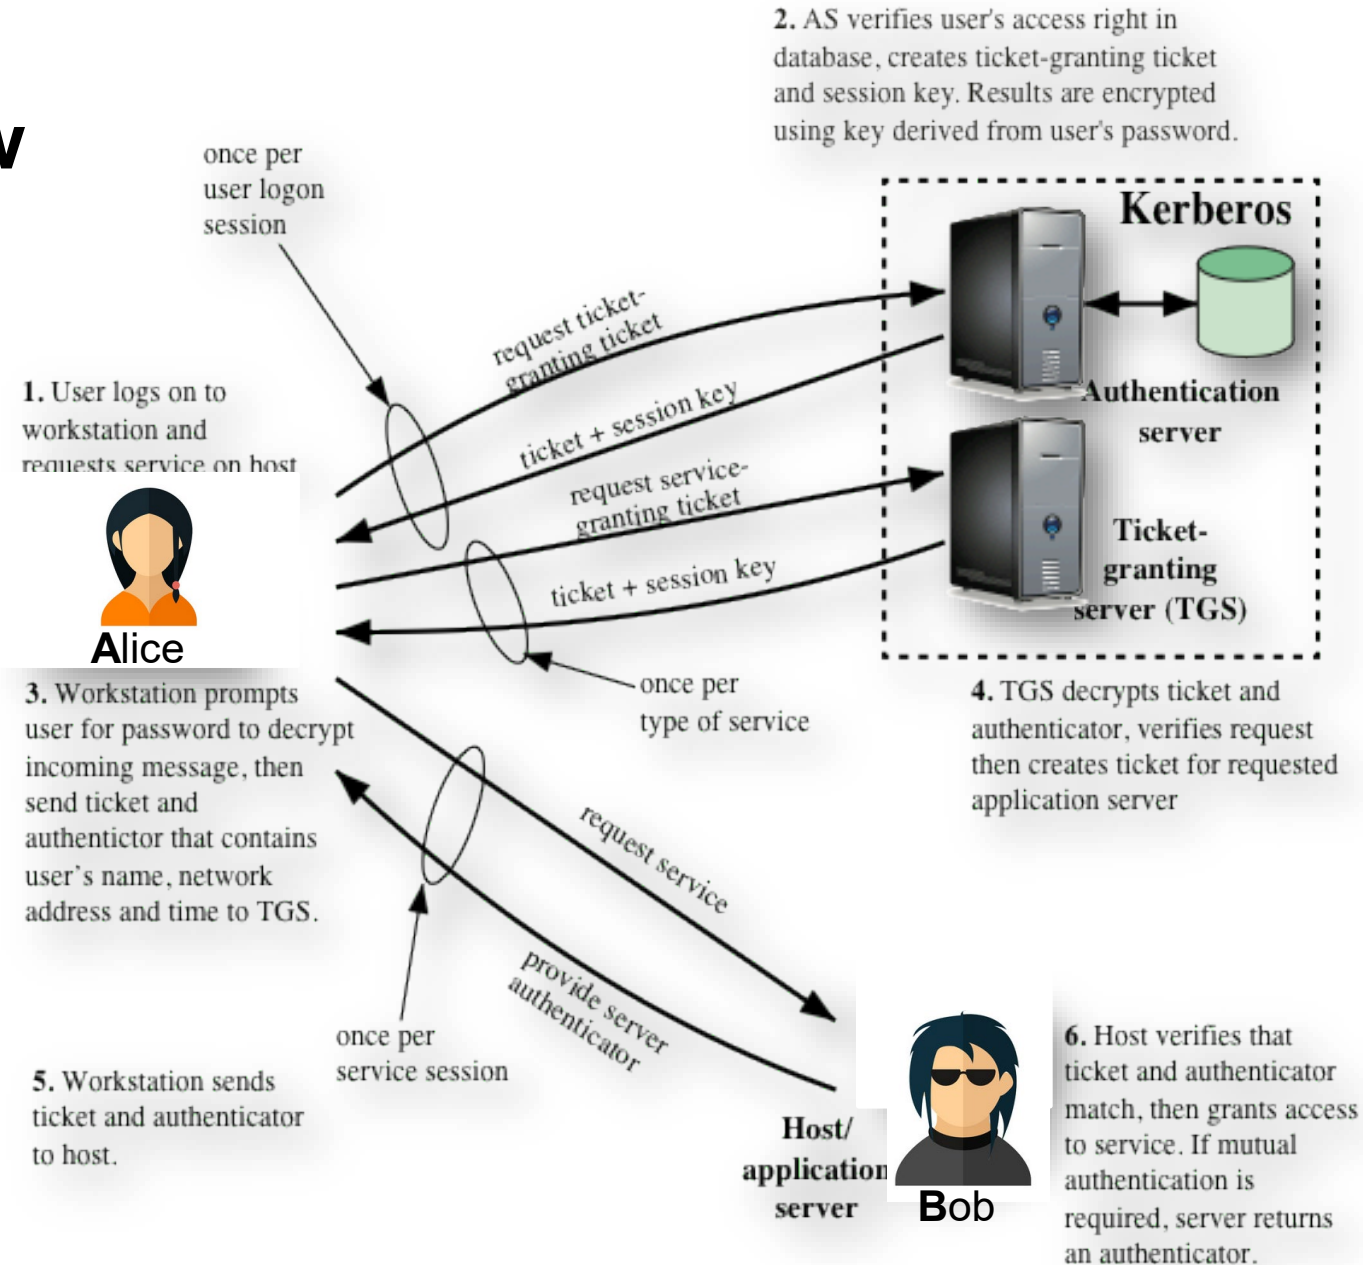 2. AS verifies user's access right in
database, creates ticket-granting ticket
and session key. Results are encrypted
using key derived from user's password.
w
once per
user logon
session
Kerberos
request ticket-
granting ticket
1. User logs on to
workstation and
requests service on host
ticket + session key
Authentication
server
request service-
granting ticket
ticket + session key
Ticket-
granting
server (TGS)
Alice
once per
type of service
3. Workstation prompts
user for password to decrypt
incoming message, then
send ticket and
authentictor that contains
user's name, network
address and time to TGS.
4. TGS decrypts ticket and
authenticator, verifies request
then creates ticket for requested
application server
request service
provide server
authenticator
once per
service session
5. Workstation sends
ticket and authenticator
to host.
Host/
application
server
Bob
6. Host verifies that
ticket and authenticator
match, then grants access
to service. If mutual
authentication is
required, server returns
an authenticator.